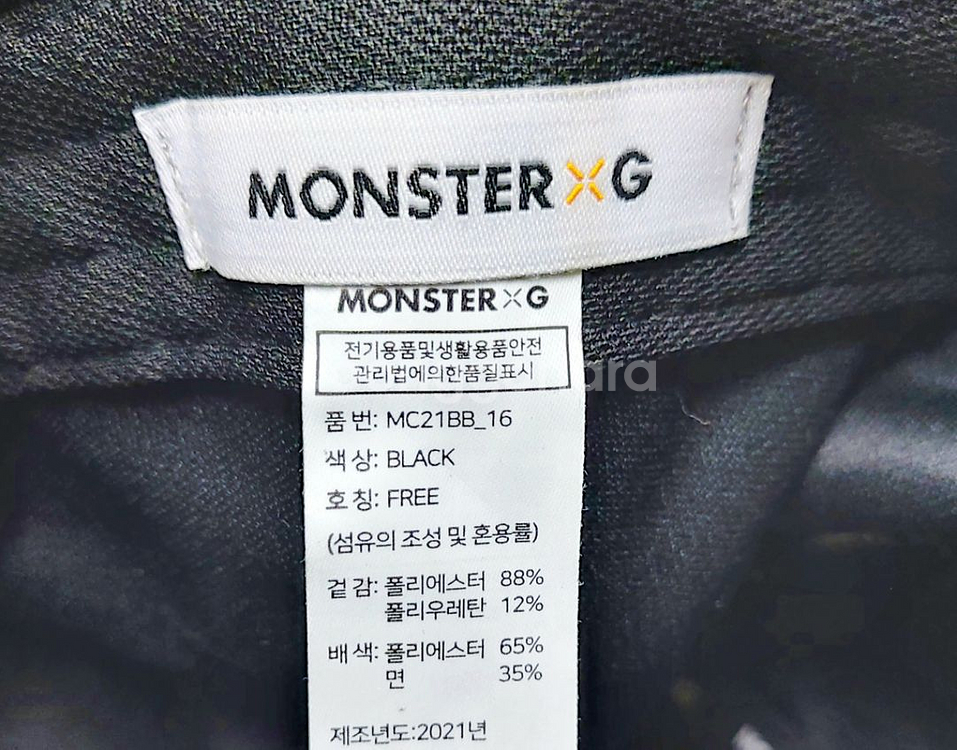 MONSTER X G
MONSTER X G
전기용품및생활용품안전
관리법에의한품질표시
품 번: MC21BB_16
색 상: BLACK
호 칭: FREE
(섬유의 조성 및 혼용률)
겉 감: 폴리에스터 88%
폴리우레탄 12%
배 색: 폴리에스터 65%
면 35%
제조년도:2021년